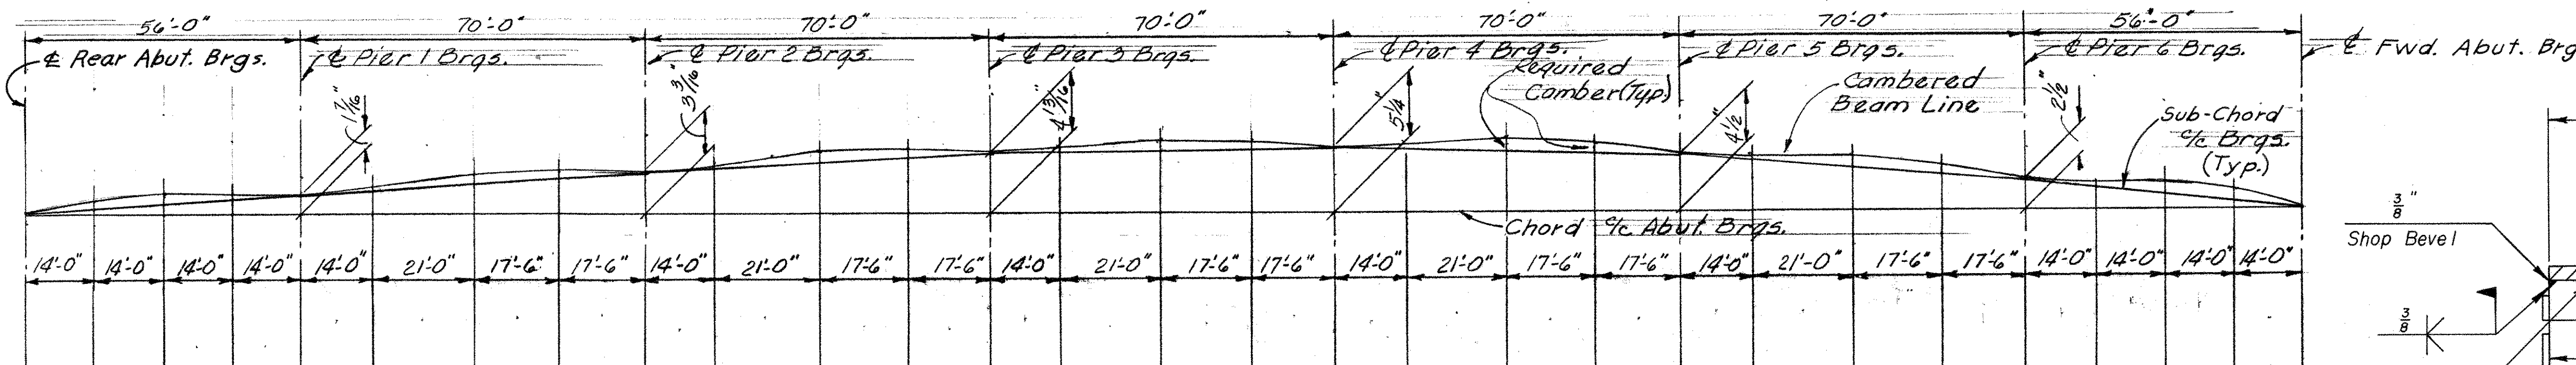 56'-0" 70'-0" 70'-0" 70'-0" 70'-0" 70'-0" 56'-0"
℄ Rear Abut. Brgs. ℄ Pier 1 Brgs. ℄ Pier 2 Brgs. ℄ Pier 3 Brgs. ℄ Pier 4 Brgs. ℄ Pier 5 Brgs. ℄ Pier 6 Brgs. ℄ Fwd. Abut. Brg
Required
Camber (Typ)
Cambered
Beam Line
1 7/16" 3 3/16" 4 13/16" 5 1/4" 4 1/2" 2 1/2"
Sub-Chord
c/c Brgs.
(Typ.)
Chord c/c Abut. Brgs.
14'-0" 14'-0" 14'-0" 14'-0" 14'-0" 21'-0" 17'-6" 17'-6" 14'-0" 21'-0" 17'-6" 17'-6" 14'-0" 21'-0" 17'-6" 17'-6" 14'-0" 21'-0" 17'-6" 17'-6" 14'-0" 21'-0" 17'-6" 17'-6" 14'-0" 14'-0" 14'-0" 14'-0"
3/8"
Shop Bevel
3/8